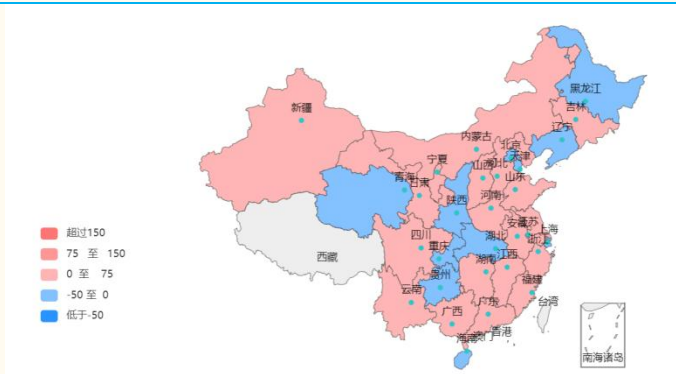 黑龙江
吉林
新疆
辽宁
内蒙古
北京
天津
宁夏
山西
河北
青海
甘肃
山东
陕西
河南
安徽
江苏
上海
四川
重庆
湖北
浙江
西藏
湖南
江西
贵州
福建
云南
台湾
广西
广东
香港
澳门
海南
南海诸岛
超过150
75 至 150
0 至 75
-50 至 0
低于-50